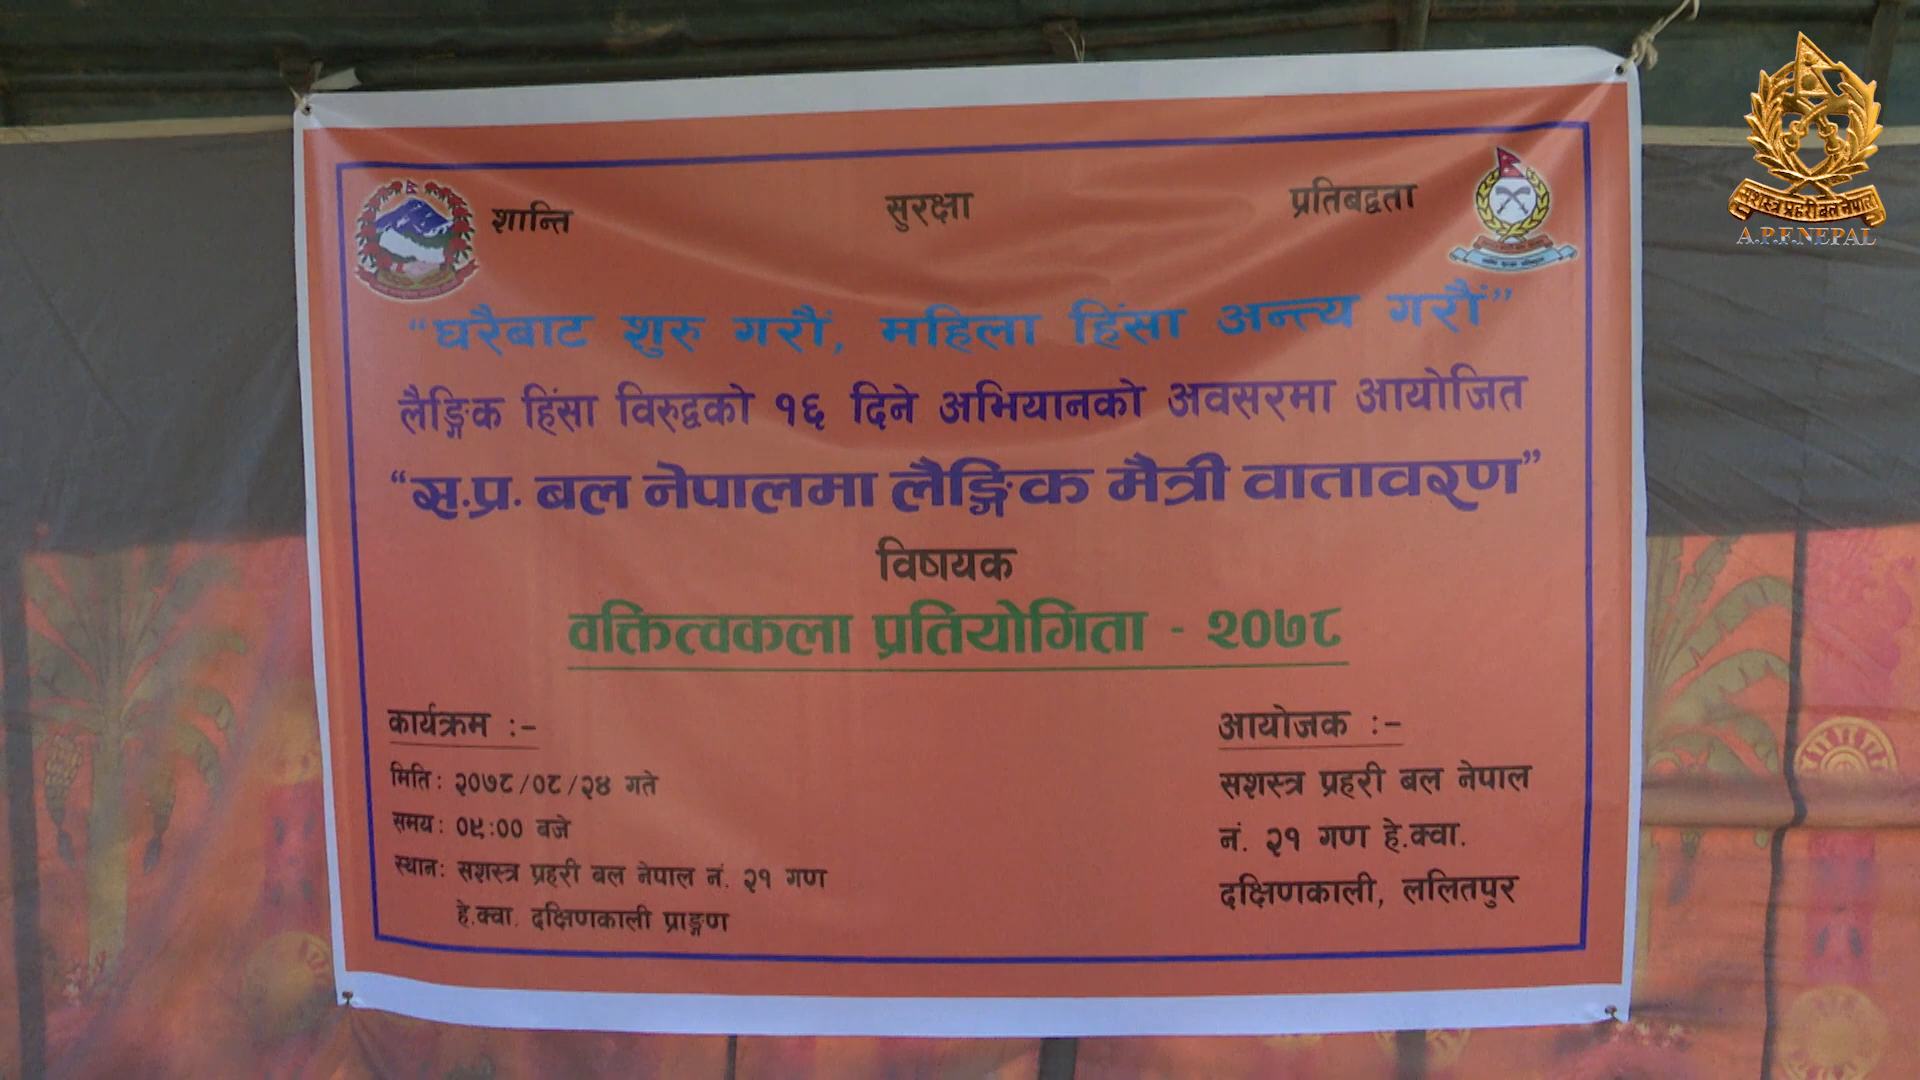 शान्ति सुरक्षा प्रतिबद्वता
“घरैबाट शुरु गरौं, महिला हिंसा अन्त्य गरौं”
लैङ्गिक हिंसा विरुद्वको १६ दिने अभियानको अवसरमा आयोजित
“स.प्र. बल नेपालमा लैङ्गिक मैत्री वातावरण”
विषयक
वक्तित्वकला प्रतियोगिता - २०७८
कार्यक्रम :-
मिति: २०७८/०८/२४ गते
समय: ०९:०० बजे
स्थान: सशस्त्र प्रहरी बल नेपाल नं. २१ गण
हे.क्वा. दक्षिणकाली प्राङ्गण
आयोजक :-
सशस्त्र प्रहरी बल नेपाल
नं. २१ गण हे.क्वा.
दक्षिणकाली, ललितपुर
सशस्त्र प्रहरी बल नेपाल
A.P.F.NEPAL